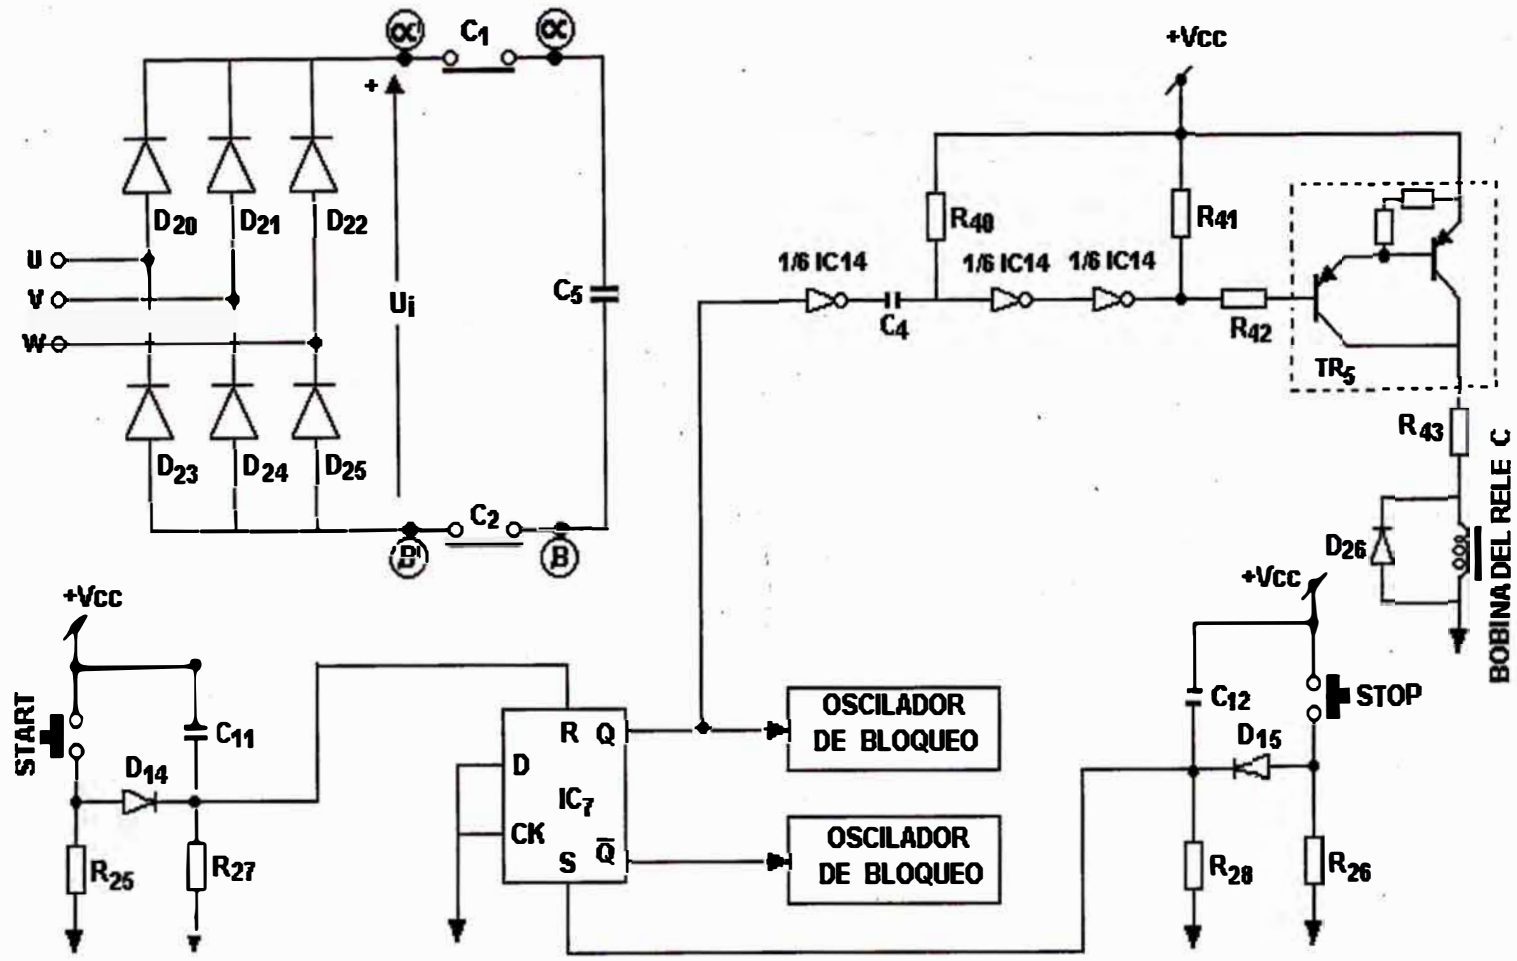 α'
C1
α
+
D20
D21
D22
U
V
W
Ui
C5
D23
D24
D25
B'
C2
B
+Vcc
R40
R41
1/6 IC14
1/6 IC14
1/6 IC14
C4
R42
TR5
R43
D26
BOBINA DEL RELE C
+Vcc
START
C11
D14
R25
R27
R Q
D
IC7
CK
S Q̅
OSCILADOR
DE BLOQUEO
OSCILADOR
DE BLOQUEO
+Vcc
C12
STOP
D15
R28
R26